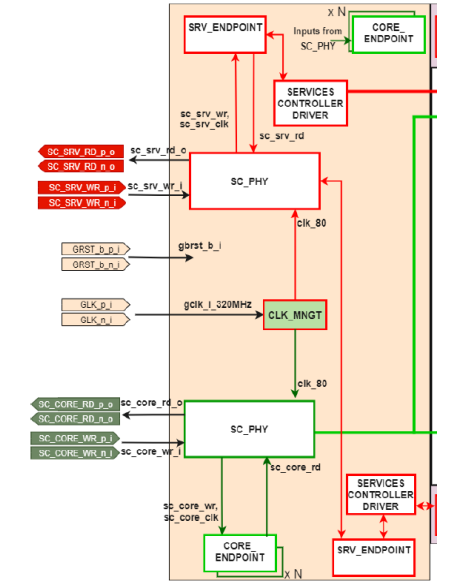 x N
SRV_ENDPOINT
Inputs from
SC_PHY
CORE_
ENDPOINT
SERVICES
CONTROLLER
DRIVER
sc_srv_wr,
sc_srv_clk
sc_srv_rd
SC_SRV_RD_p_o
SC_SRV_RD_n_o
sc_srv_rd_o
SC_SRV_WR_p_i
SC_SRV_WR_n_i
sc_srv_wr_i
SC_PHY
clk_80
GRST_b_p_i
GRST_b_n_i
gbrst_b_i
GLK_p_i
GLK_n_i
gclk_i_320MHz
CLK_MNGT
clk_80
SC_CORE_RD_p_o
SC_CORE_RD_n_o
sc_core_rd_o
SC_CORE_WR_p_i
SC_CORE_WR_n_i
sc_core_wr_i
SC_PHY
sc_core_rd
sc_core_wr,
sc_core_clk
SERVICES
CONTROLLER
DRIVER
CORE_
ENDPOINT
SRV_ENDPOINT
x N